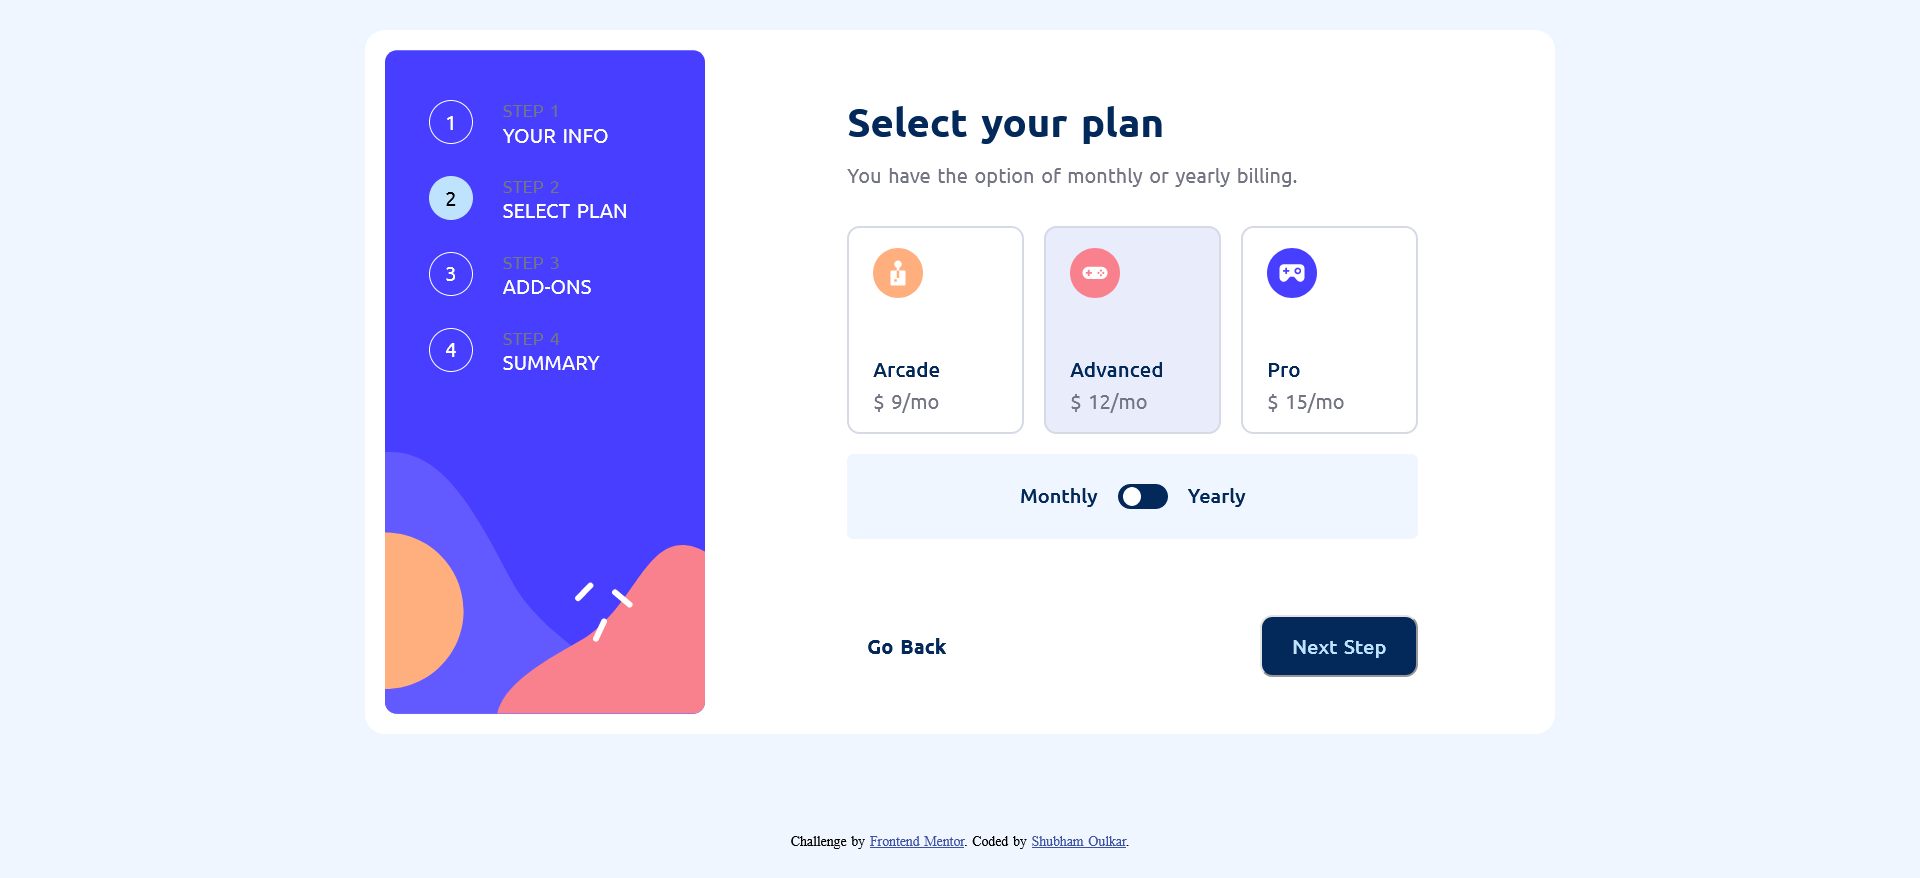 1
STEP 1
YOUR INFO
2
STEP 2
SELECT PLAN
3
STEP 3
ADD-ONS
4
STEP 4
SUMMARY
Select your plan
You have the option of monthly or yearly billing.
Arcade
$ 9/mo
Advanced
$ 12/mo
Pro
$ 15/mo
Monthly Yearly
Go Back
Next Step
Challenge by Frontend Mentor. Coded by Shubham Oulkar.